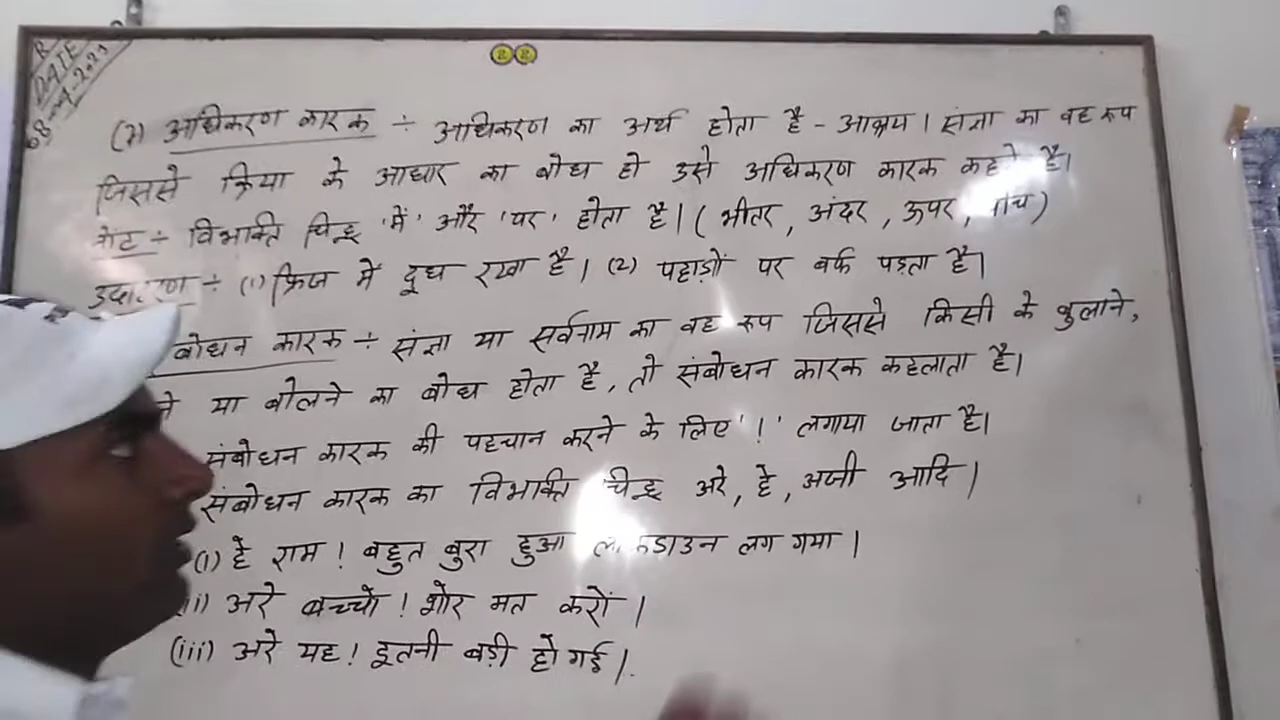 DATE
(7) अधिकरण कारक ÷ अधिकरण का अर्थ होता है - आश्रय। संज्ञा का वह रूप
जिससे क्रिया के आधार का बोध हो उसे अधिकरण कारक कहते है।
नोट ÷ विभक्ति चिह्न 'में' और 'पर' होता है। ( भीतर, अंदर, ऊपर,
उदाहरण ÷ (1) फ्रिज में दूध रखा है। (2) पहाड़ों पर बर्फ पड़ता है।
बोधन कारक ÷ संज्ञा या सर्वनाम का वह रूप जिससे किसी के बुलाने,
ने या बोलने का बोध होता है, तो संबोधन कारक कहलाता है।
संबोधन कारक की पहचान करने के लिए '!' लगाया जाता है।
संबोधन कारक का विभक्ति चिह्न अरे, हे, अजी आदि।
(i) हे राम! बहुत बुरा हुआ लॉकडाउन लग गया।
(ii) अरे बच्चो! शोर मत करों।
(iii) अरे यह! इतनी बड़ी हो गई।